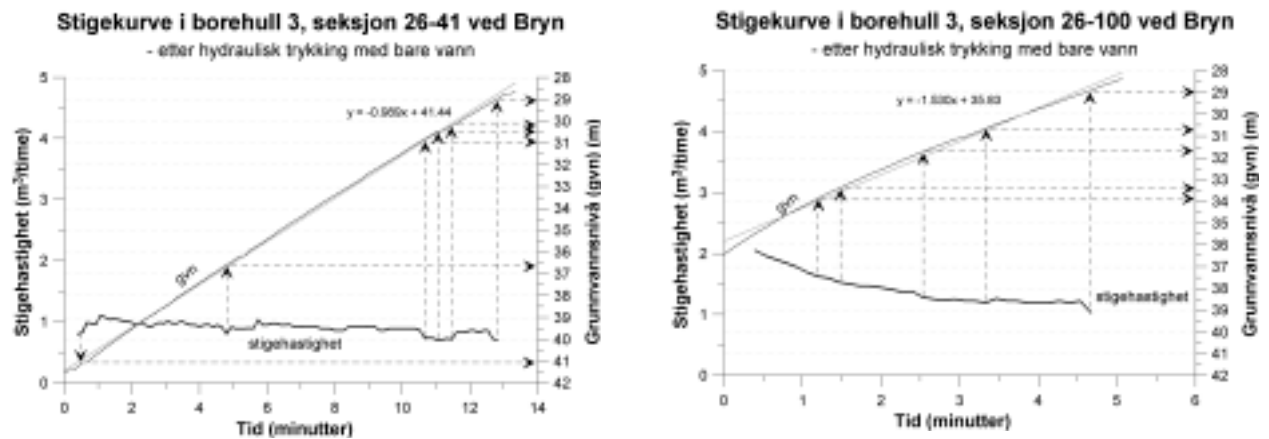 Stigekurve i borehull 3, seksjon 26-41 ved Bryn
- etter hydraulisk trykking med bare vann
Stigehastighet (m³/time)
5
4
3
2
1
0
y = -0.969x + 41.44
gvn
stigehastighet
28
29
30
31
32
33
34
35
36
37
38
39
40
41
42
Grunnvannsnivå (gvn) (m)
0 2 4 6 8 10 12 14
Tid (minutter)
Stigekurve i borehull 3, seksjon 26-100 ved Bryn
- etter hydraulisk trykking med bare vann
Stigehastighet (m³/time)
5
4
3
2
1
0
y = -1.530x + 35.83
gvn
stigehastighet
28
29
30
31
32
33
34
35
36
37
38
39
40
41
42
Grunnvannsnivå (gvn) (m)
0 1 2 3 4 5 6
Tid (minutter)